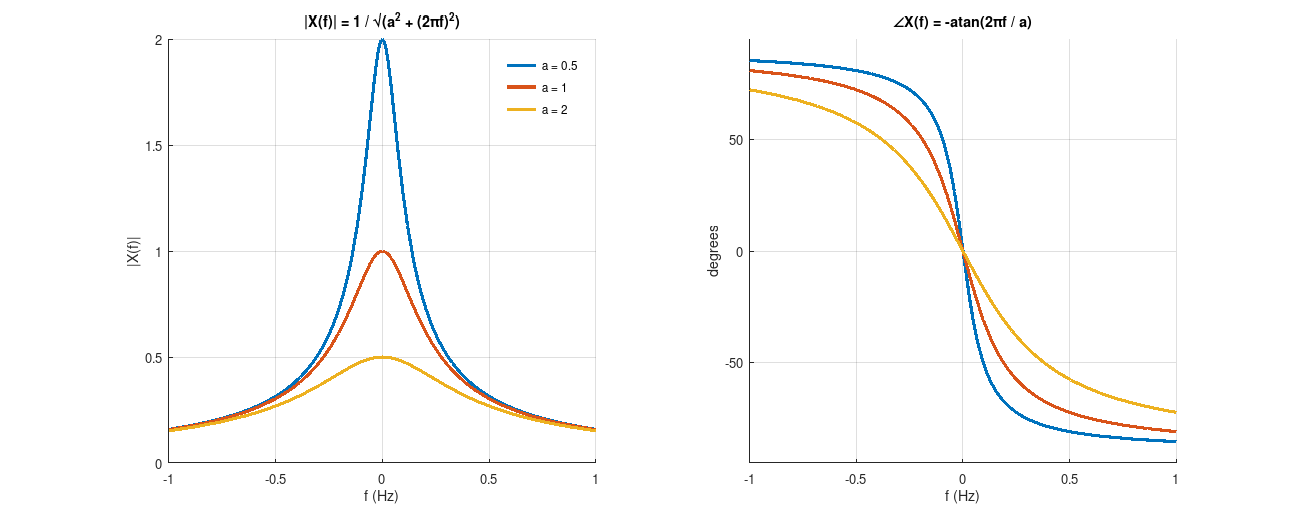 |X(f)| = 1 / √(a² + (2πf)²)
2
1.5
1
0.5
0
|X(f)|
-1
-0.5
0
0.5
1
f (Hz)
a = 0.5
a = 1
a = 2
∠X(f) = -atan(2πf / a)
50
0
-50
degrees
-1
-0.5
0
0.5
1
f (Hz)